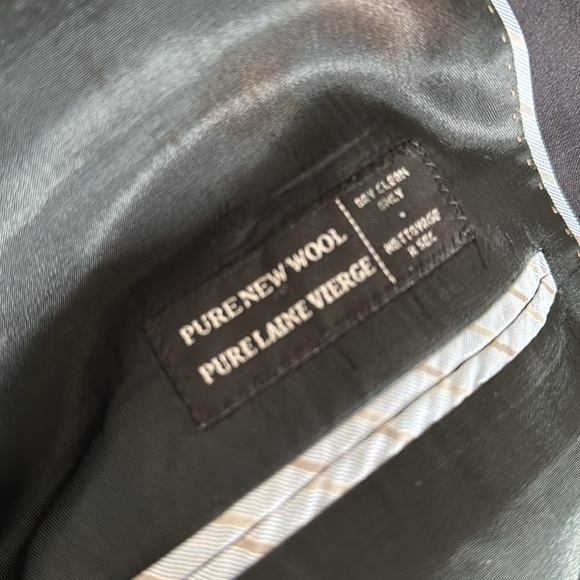 PURE NEW WOOL
PURE LAINE VIERGE
DRY CLEAN
ONLY
NETTOYAGE
A SEC